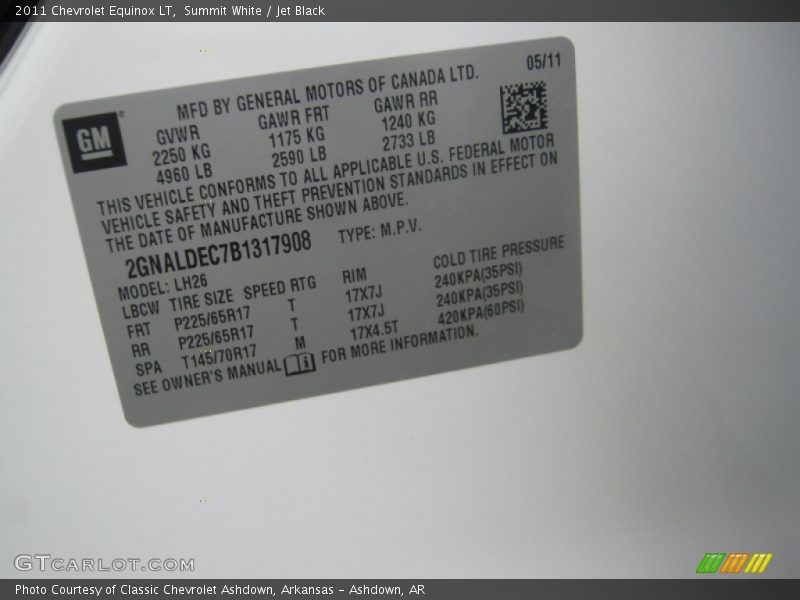 2011 Chevrolet Equinox LT,  Summit White / Jet Black
05/11
MFD BY GENERAL MOTORS OF CANADA LTD.
GM ®
GVWR GAWR FRT GAWR RR
2250 KG 1175 KG 1240 KG
4960 LB 2590 LB 2733 LB
THIS VEHICLE CONFORMS TO ALL APPLICABLE U.S. FEDERAL MOTOR
VEHICLE SAFETY AND THEFT PREVENTION STANDARDS IN EFFECT ON
THE DATE OF MANUFACTURE SHOWN ABOVE.
2GNALDEC7B1317908 TYPE: M.P.V.
MODEL: LH26
LBCW TIRE SIZE SPEED RTG RIM COLD TIRE PRESSURE
FRT P225/65R17 T 17X7J 240KPA(35PSI)
RR P225/65R17 T 17X7J 240KPA(35PSI)
SPA T145/70R17 M 17X4.5T 420KPA(60PSI)
SEE OWNER'S MANUAL i FOR MORE INFORMATION.
GTCARLOT.COM
Photo Courtesy of Classic Chevrolet Ashdown, Arkansas - Ashdown, AR